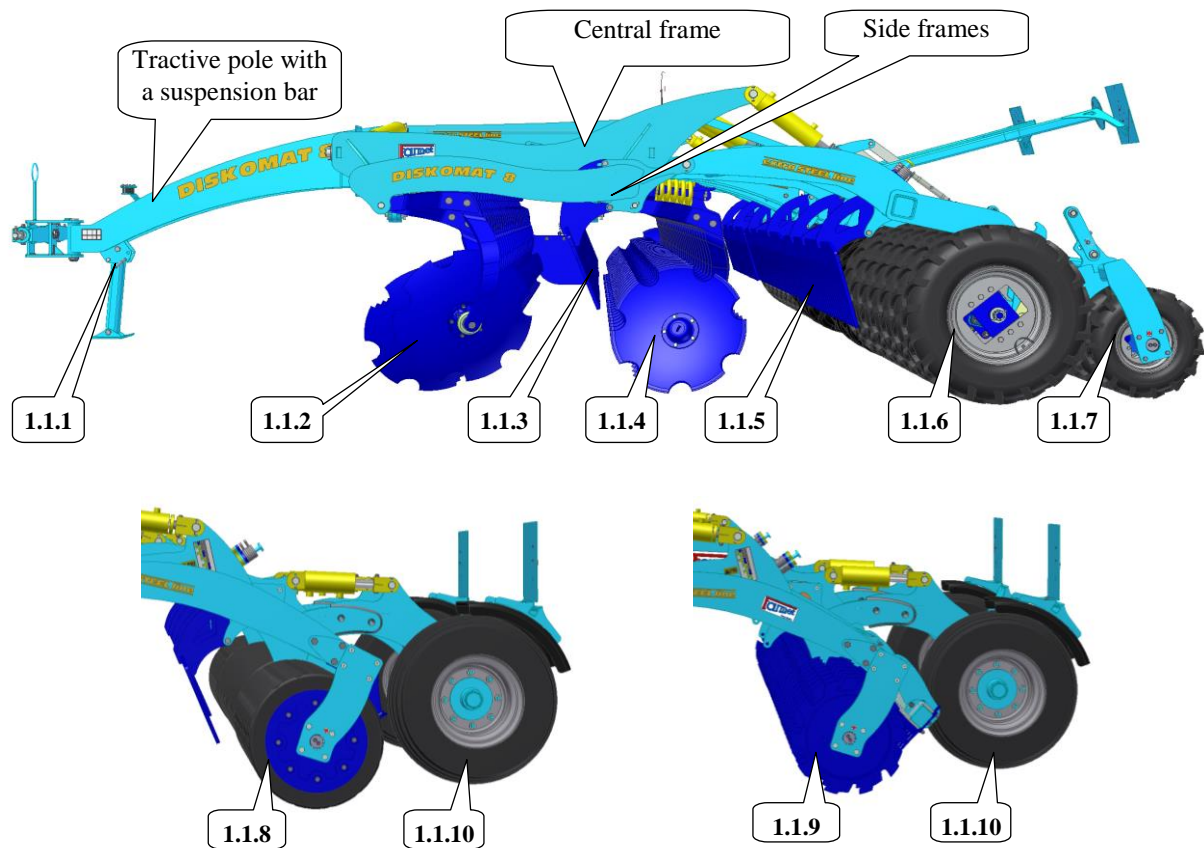 Tractive pole with
a suspension bar
Central frame
Side frames
DISKOMAT 8
Farmet
DISKOMAT 8
1.1.1
1.1.2
1.1.3
1.1.4
1.1.5
1.1.6
1.1.7
Farmet
1.1.8
1.1.10
1.1.9
1.1.10